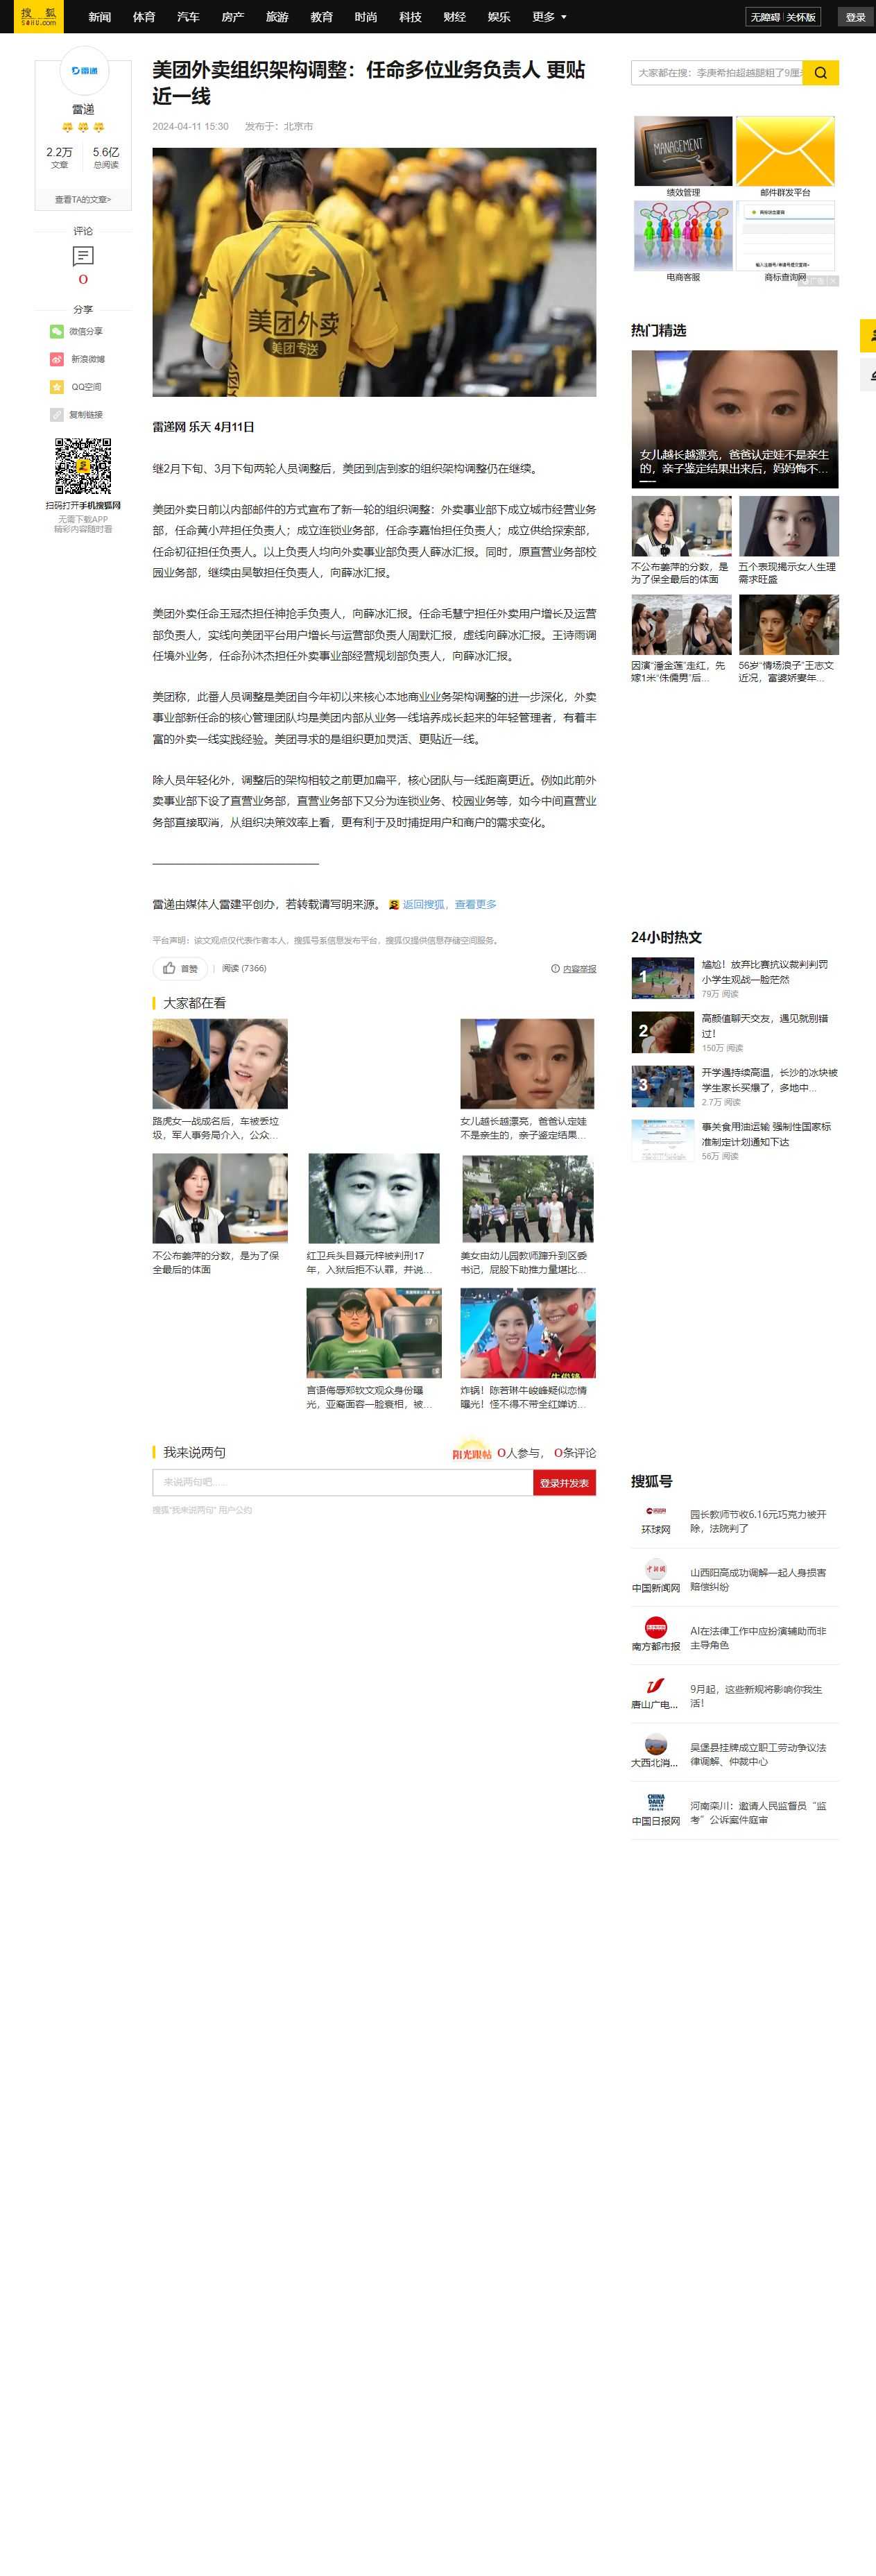 搜 狐
SOHU.com
新闻 体育 汽车 房产 旅游 教育 时尚 科技 财经 娱乐 更多
无障碍 关怀版
登录
雷递
雷递
2.2万 5.6亿
文章 总阅读
查看TA的文章>
评论
0
分享
微信分享
新浪微博
QQ空间
复制链接
扫码打开手机搜狐网
无需下载APP
精彩内容随时看
美团外卖组织架构调整：任命多位业务负责人 更贴
近一线
2024-04-11 15:30 发布于：北京市
美团外卖
美团专送
雷递网 乐天 4月11日
继2月下旬、3月下旬两轮人员调整后，美团到店到家的组织架构调整仍在继续。
美团外卖日前以内部邮件的方式宣布了新一轮的组织调整：外卖事业部下成立城市经营业务
部，任命黄小芹担任负责人；成立连锁业务部，任命李嘉怡担任负责人；成立供给探索部，
任命初征担任负责人。以上负责人均向外卖事业部负责人薛冰汇报。同时，原直营业务部校
园业务部，继续由吴敏担任负责人，向薛冰汇报。
美团外卖任命王冠杰担任神抢手负责人，向薛冰汇报。任命毛慧宁担任外卖用户增长及运营
部负责人，实线向美团平台用户增长与运营部负责人周默汇报，虚线向薛冰汇报。王诗雨调
任境外业务，任命孙沐杰担任外卖事业部经营规划部负责人，向薛冰汇报。
美团称，此番人员调整是美团自今年初以来核心本地商业业务架构调整的进一步深化，外卖
事业部新任命的核心管理团队均是美团内部从业务一线培养成长起来的年轻管理者，有着丰
富的外卖一线实践经验。美团寻求的是组织更加灵活、更贴近一线。
除人员年轻化外，调整后的架构相较之前更加扁平，核心团队与一线距离更近。例如此前外
卖事业部下设了直营业务部，直营业务部下又分为连锁业务、校园业务等，如今中间直营业
务部直接取消，从组织决策效率上看，更有利于及时捕捉用户和商户的需求变化。
———————————————
雷递由媒体人雷建平创办，若转载请写明来源。 返回搜狐，查看更多
平台声明：该文观点仅代表作者本人，搜狐号系信息发布平台，搜狐仅提供信息存储空间服务。
首赞 阅读 (7366)
内容举报
大家都在看
路虎女一战成名后，车被丢垃
圾，军人事务局介入，公众...
女儿越长越漂亮，爸爸认定娃
不是亲生的，亲子鉴定结果...
不公布姜萍的分数，是为了保
全最后的体面
红卫兵头目聂元梓被判刑17
年，入狱后拒不认罪，并说...
美女由幼儿园教师蹿升到区委
书记，屁股下助推力量堪比...
言语侮辱郑钦文观众身份曝
光，亚裔面容一脸衰相，被...
炸锅！陈若琳牛峻峰疑似恋情
曝光！怪不得不带全红婵访...
我来说两句
阳光跟帖 0人参与， 0条评论
来说两句吧......
登录并发表
搜狐“我来说两句” 用户公约
大家都在搜：李庚希拍超越腿粗了9厘米
MANAGEMENT
绩效管理 邮件群发平台
电商客服 商标查询网
广告
热门精选
女儿越长越漂亮，爸爸认定娃不是亲生
的，亲子鉴定结果出来后，妈妈悔不...
不公布姜萍的分数，是
为了保全最后的体面
五个表现揭示女人生理
需求旺盛
因演“潘金莲”走红，先
嫁1米“侏儒男”后...
56岁“情场浪子”王志文
近况，富婆娇妻年...
24小时热文
1
尴尬！放弃比赛抗议裁判判罚
小学生观战一脸茫然
79万 阅读
2
高颜值聊天交友，遇见就别错
过！
150万 阅读
3
开学遇持续高温，长沙的冰块被
学生家长买爆了，多地中...
2.7万 阅读
事关食用油运输 强制性国家标
准制定计划通知下达
56万 阅读
搜狐号
环球网
园长教师节收6.16元巧克力被开
除，法院判了
中国新闻网
山西阳高成功调解一起人身损害
赔偿纠纷
南方都市报
AI在法律工作中应扮演辅助而非
主导角色
唐山广电...
9月起，这些新规将影响你我生
活！
大西北消...
吴堡县挂牌成立职工劳动争议法
律调解、仲裁中心
CHINA
DAILY
中国日报网
河南栾川：邀请人民监督员“监
考”公诉案件庭审